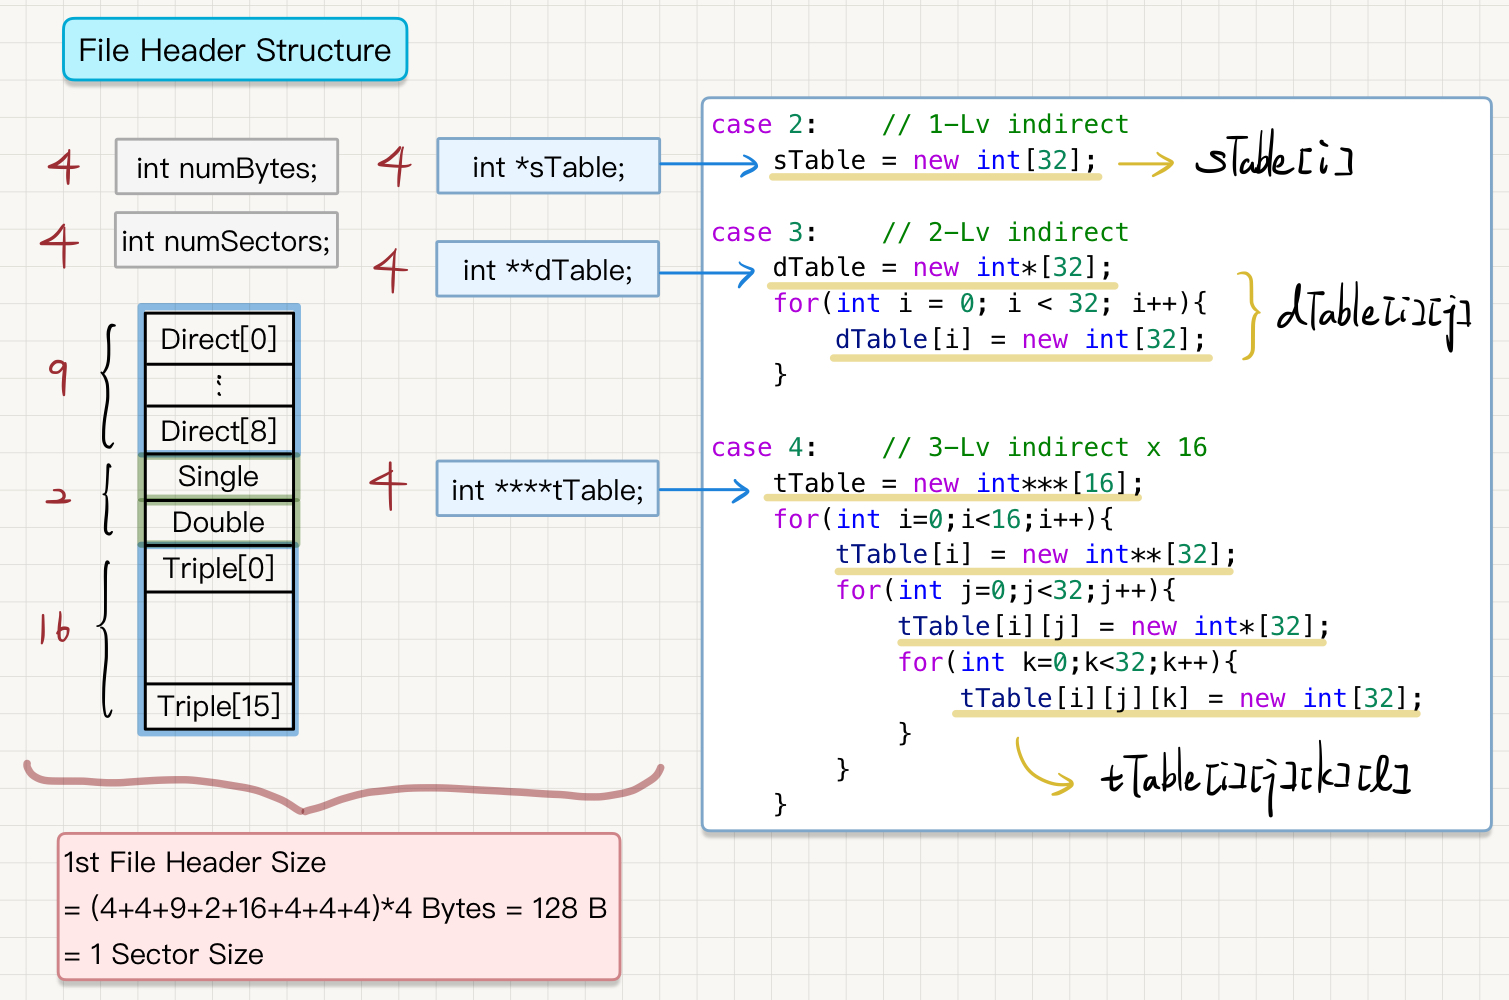 File Header Structure
4
int numBytes;
4
int numSectors;
4
int *sTable;
4
int **dTable;
4
int ****tTable;
9
Direct[0]
⋮
Direct[8]
2
Single
Double
16
Triple[0]
Triple[15]
1st File Header Size
= (4+4+9+2+16+4+4+4)*4 Bytes = 128 B
= 1 Sector Size
case 2:    // 1-Lv indirect
    sTable = new int[32];
sTable[i]
case 3:    // 2-Lv indirect
    dTable = new int*[32];
    for(int i = 0; i < 32; i++){
        dTable[i] = new int[32];
    }
dTable[i][j]
case 4:    // 3-Lv indirect x 16
    tTable = new int***[16];
    for(int i=0;i<16;i++){
        tTable[i] = new int**[32];
        for(int j=0;j<32;j++){
            tTable[i][j] = new int*[32];
            for(int k=0;k<32;k++){
                tTable[i][j][k] = new int[32];
            }
        }
    }
tTable[i][j][k][l]